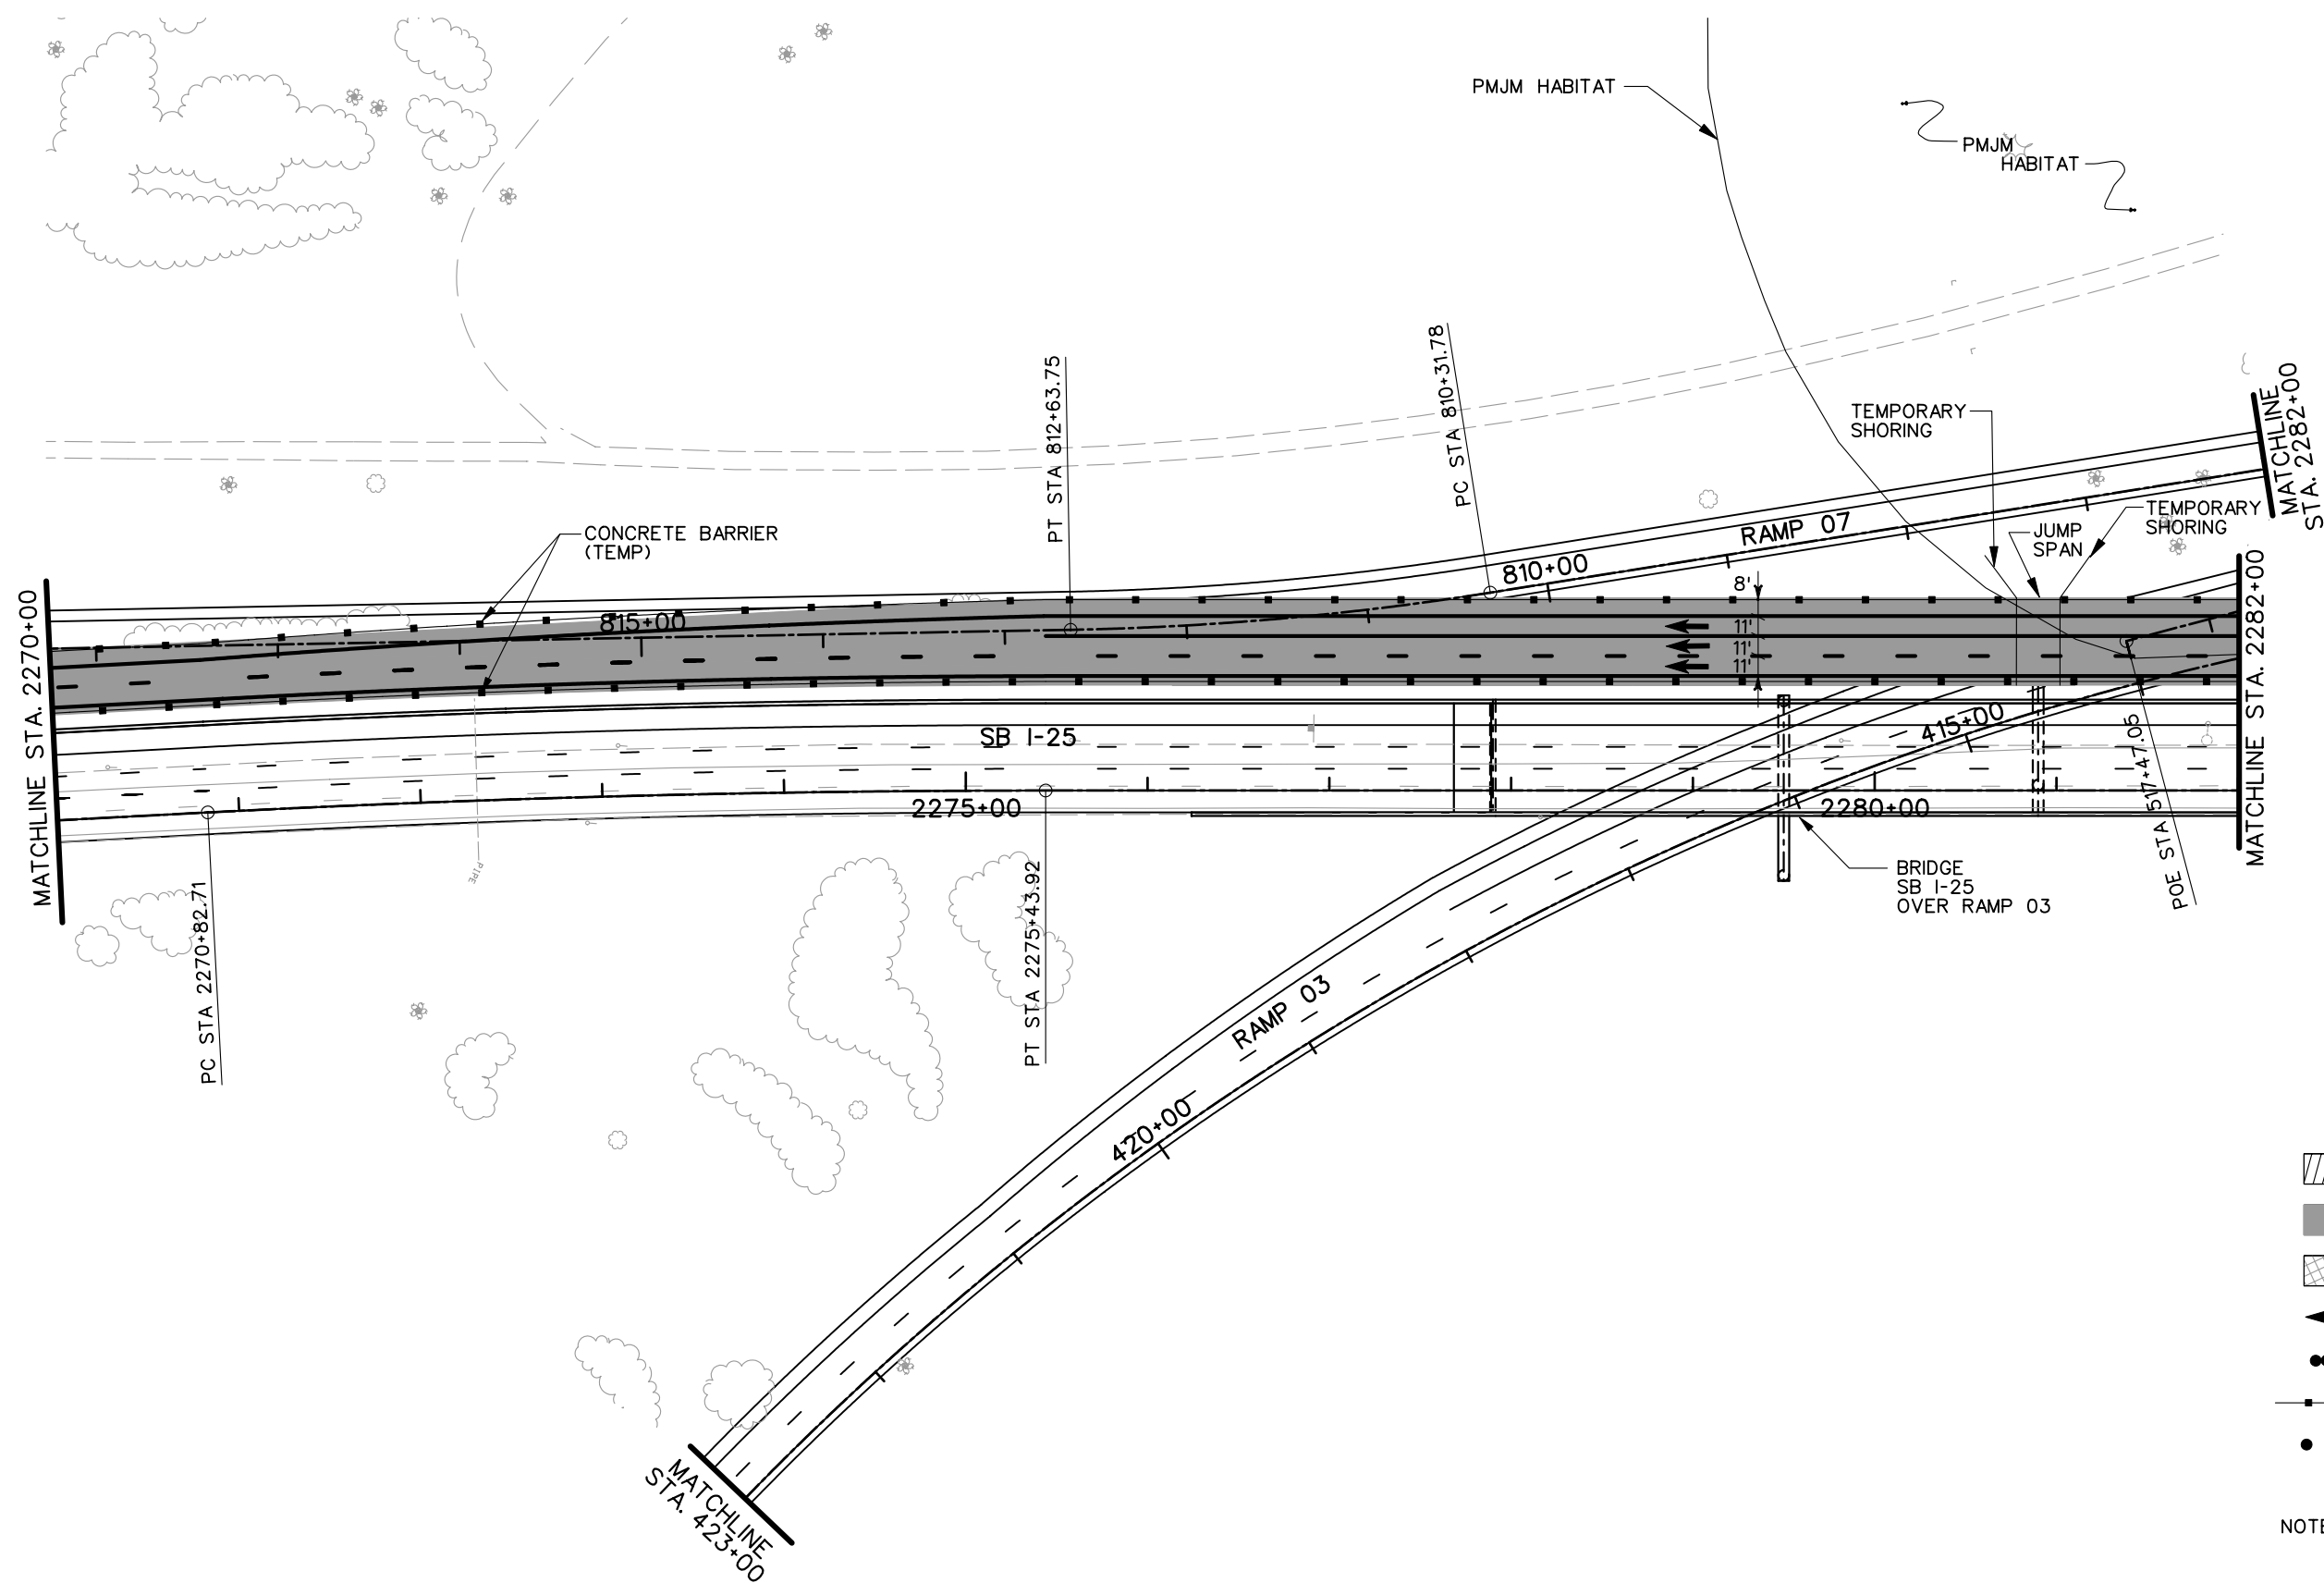 PMJM HABITAT
PMJM
HABITAT
PC STA 810+31.78
PT STA 812+63.75
TEMPORARY
SHORING
MATCHLINE
STA. 2282+00
TEMPORARY
SHORING
JUMP
SPAN
RAMP 07
CONCRETE BARRIER
(TEMP)
810+00
8'
MATCHLINE STA. 2270+00
815+00
11'
11'
11'
MATCHLINE STA. 2282+00
415+00
SB I-25
2275+00
2280+00
POE STA 517+47.05
PIPE
BRIDGE
SB I-25
OVER RAMP 03
PC STA 2270+82.71
PT STA 2275+43.92
RAMP 03
420+00
MATCHLINE
STA. 423+00
NOTE